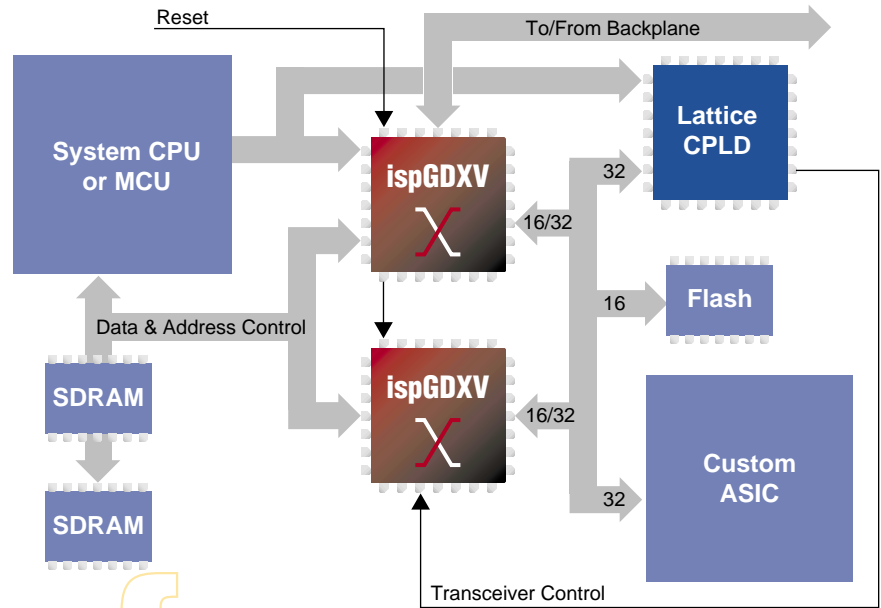 Reset
To/From Backplane
System CPU
or MCU
Lattice
CPLD
ispGDXV
32
16/32
Data & Address Control
16
Flash
SDRAM
ispGDXV
16/32
Custom
ASIC
32
SDRAM
Transceiver Control